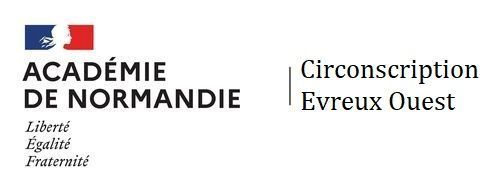 ACADÉMIE
DE NORMANDIE
Liberté
Égalité
Fraternité
Circonscription
Evreux Ouest